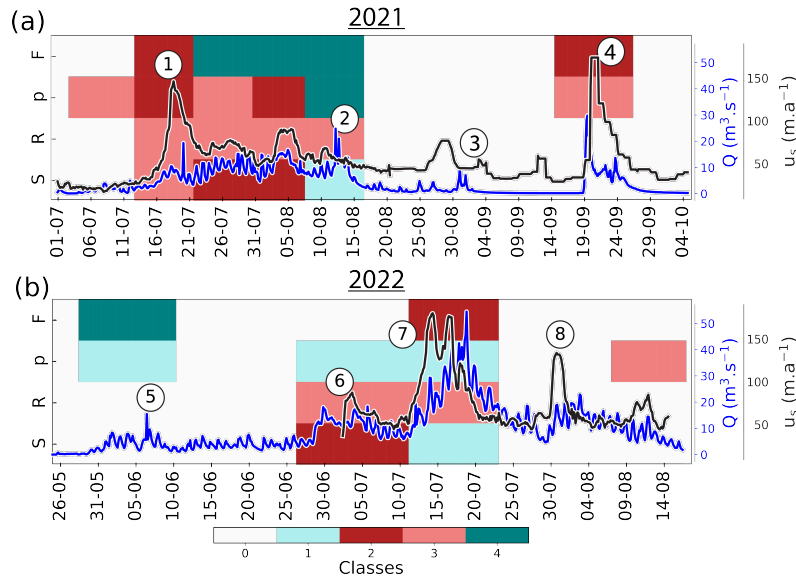 (a)
2021
F
p
R
S
1
2
3
4
50
40
30
20
10
0
Q (m³.s⁻¹)
150
100
50
uₛ (m.a⁻¹)
01-07 06-07 11-07 16-07 21-07 26-07 31-07 05-08 10-08 15-08 20-08 25-08 30-08 04-09 09-09 14-09 19-09 24-09 29-09 04-10
(b)
2022
F
p
R
S
5
6
7
8
50
40
30
20
10
0
Q (m³.s⁻¹)
150
100
50
uₛ (m.a⁻¹)
26-05 31-05 05-06 10-06 15-06 20-06 25-06 30-06 05-07 10-07 15-07 20-07 25-07 30-07 04-08 09-08 14-08
0 1 2 3 4
Classes